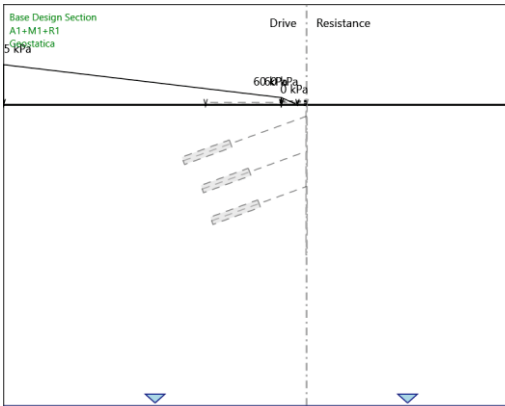 Base Design Section
A1+M1+R1
Geostatica
Drive
Resistance
5 kPa
0 kPa